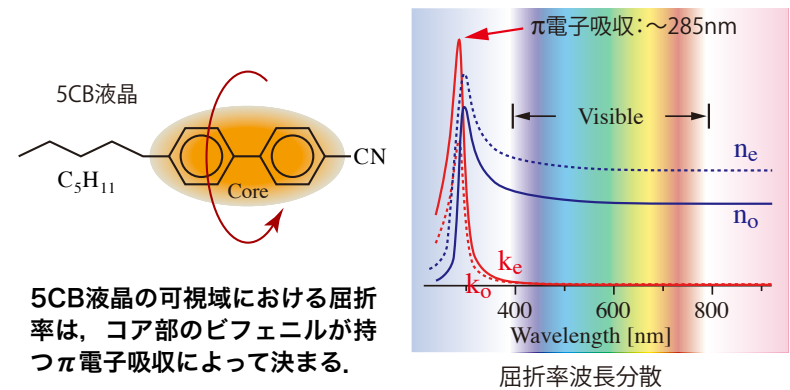 5CB液晶
CN
C₅H₁₁
Core
5CB液晶の可視域における屈折
率は，コア部のビフェニルが持
つπ電子吸収によって決まる．
π電子吸収：～285nm
Visible
nₑ
nₒ
kₑ
kₒ
400
600
800
Wavelength [nm]
屈折率波長分散